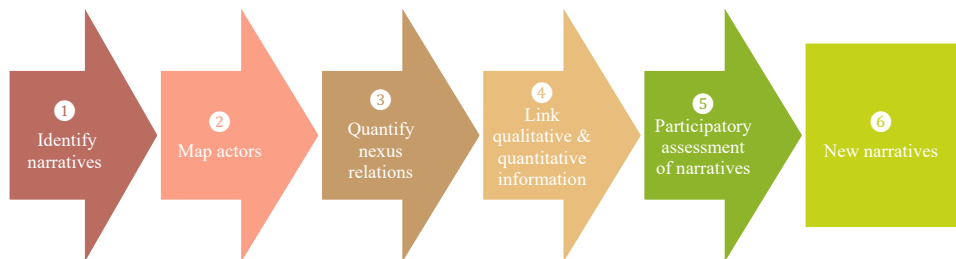 1
Identify
narratives
2
Map actors
3
Quantify
nexus
relations
4
Link
qualitative &
quantitative
information
5
Participatory
assessment
of narratives
6
New narratives